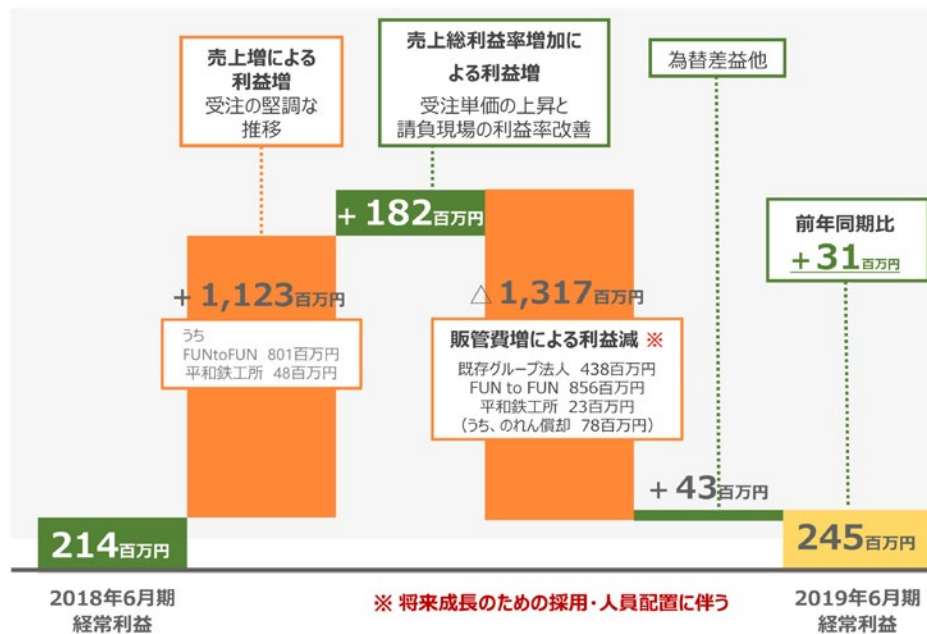 売上増による
利益増
受注の堅調な
推移
売上総利益率増加に
よる利益増
受注単価の上昇と
請負現場の利益率改善
為替差益他
前年同期比
+31百万円
+ 182百万円
+ 1,123百万円
うち
FUNtoFUN 801百万円
平和鉄工所 48百万円
△ 1,317百万円
販管費増による利益減 ※
既存グループ法人 438百万円
FUN to FUN 856百万円
平和鉄工所 23百万円
(うち、のれん償却 78百万円)
+ 43百万円
214百万円
245百万円
2018年6月期
経常利益
※ 将来成長のための採用・人員配置に伴う
2019年6月期
経常利益